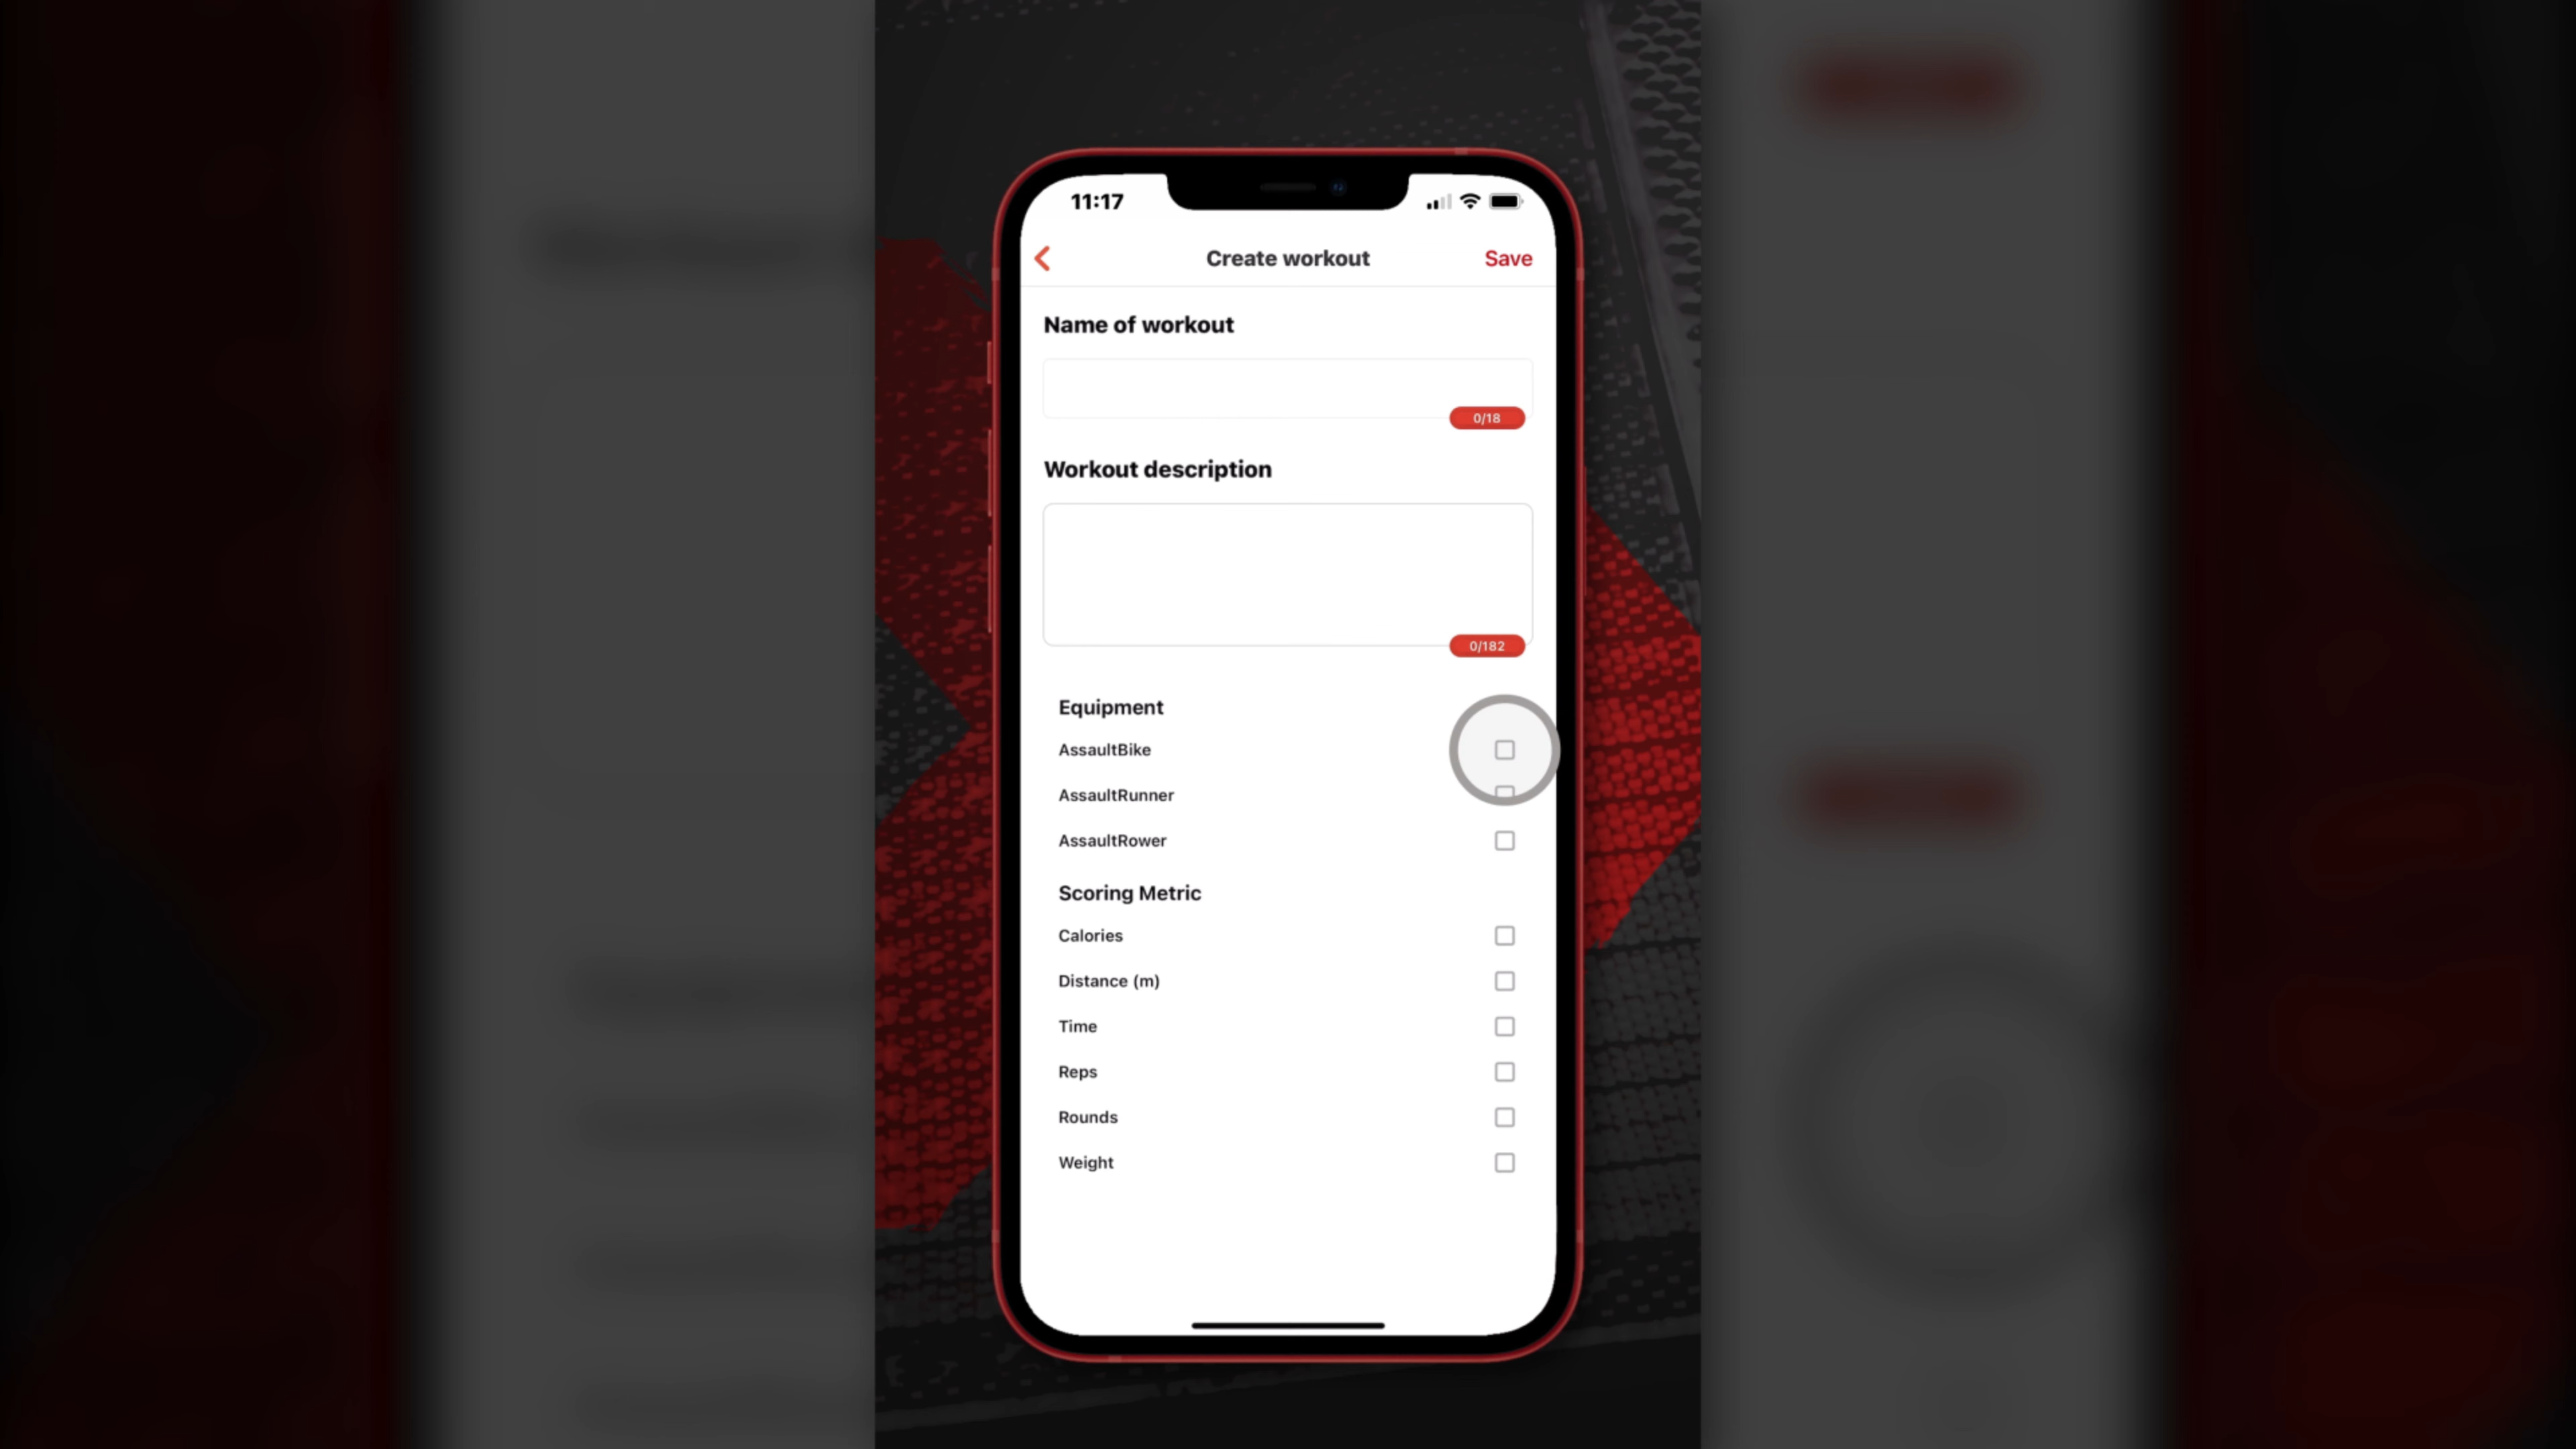 11:17
Create workout
Save
Name of workout
0/18
Workout description
0/182
Equipment
AssaultBike
AssaultRunner
AssaultRower
Scoring Metric
Calories
Distance (m)
Time
Reps
Rounds
Weight